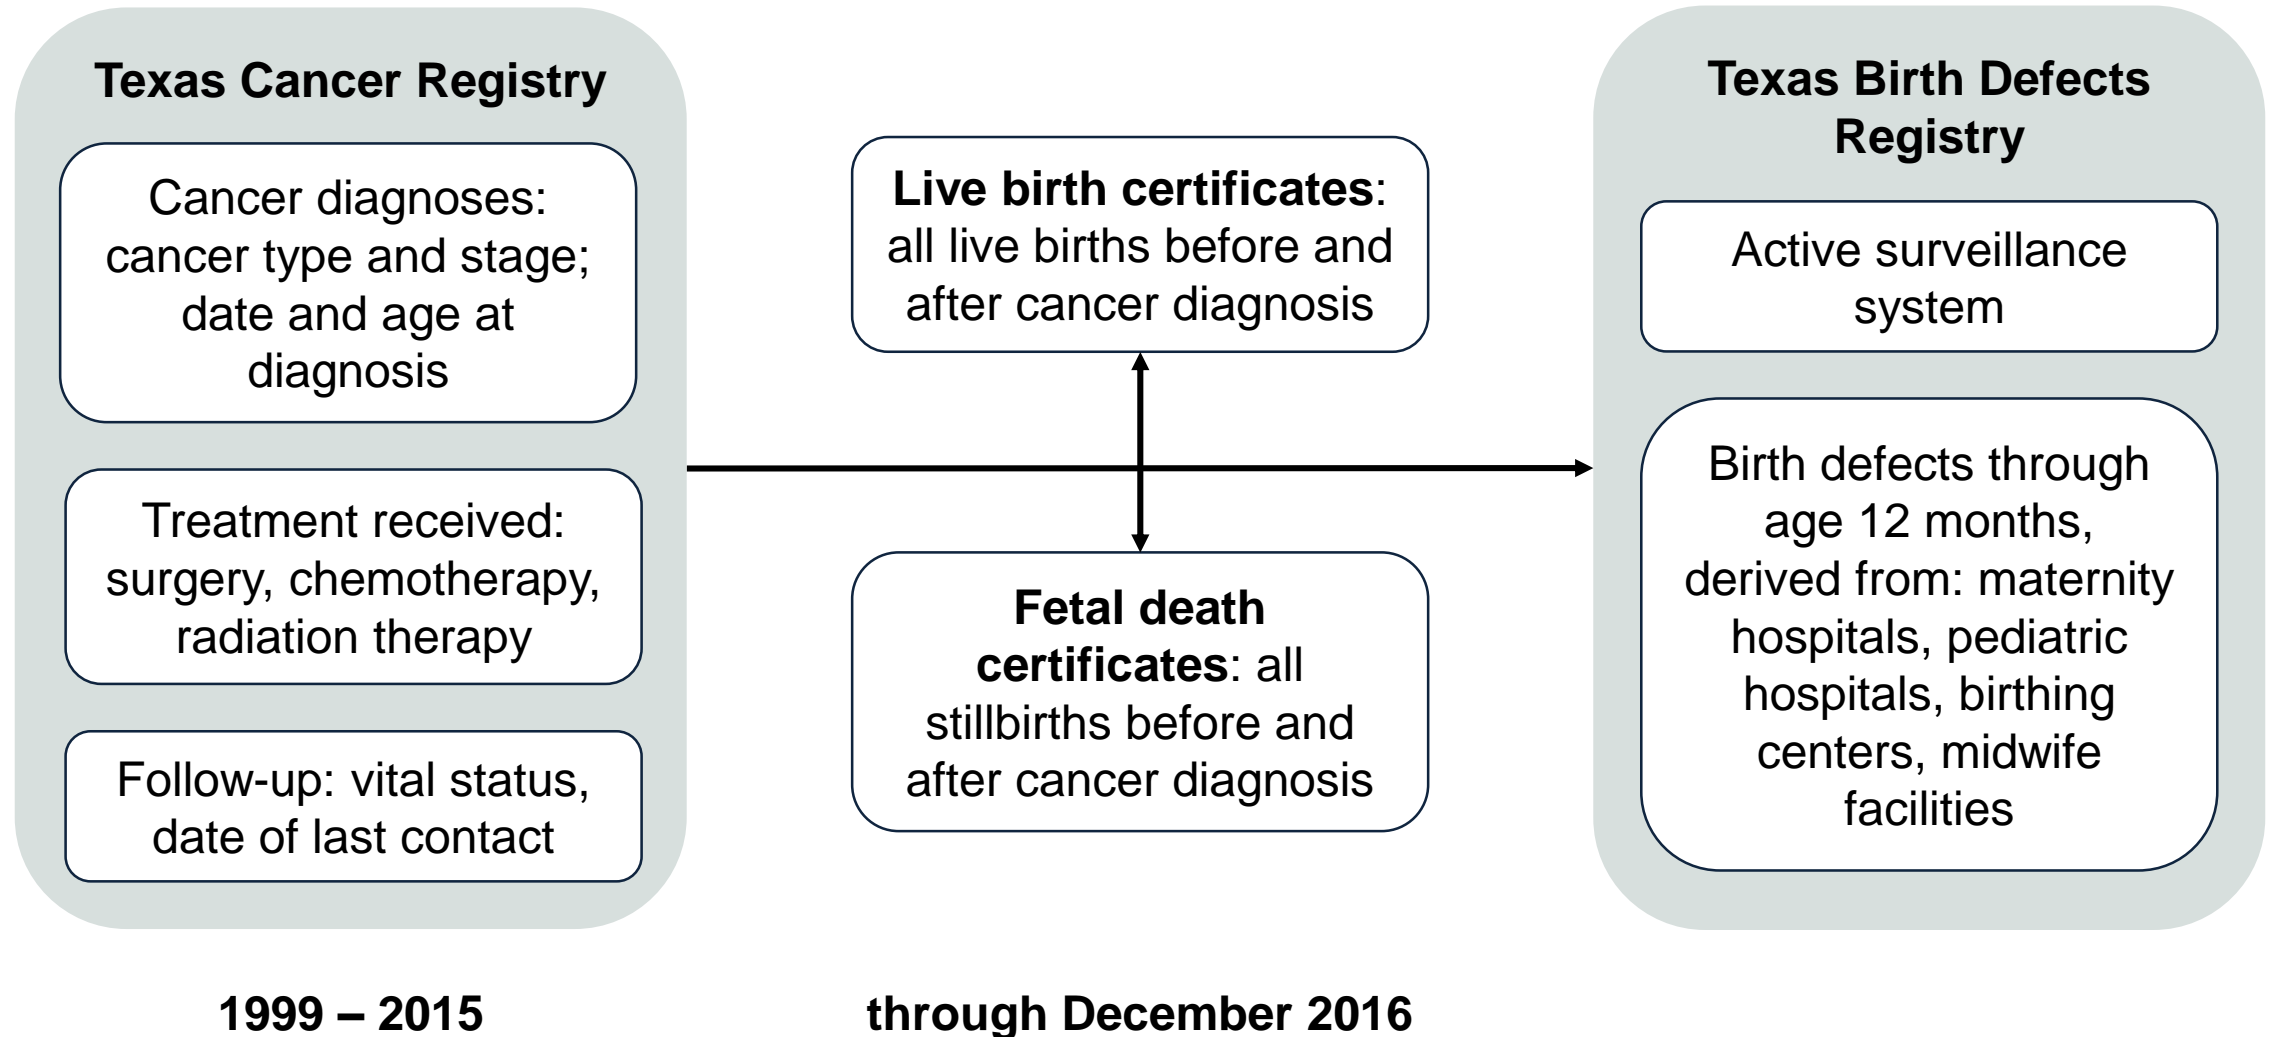 Texas Cancer Registry
Cancer diagnoses:
cancer type and stage;
date and age at
diagnosis
Treatment received:
surgery, chemotherapy,
radiation therapy
Follow-up: vital status,
date of last contact
1999 – 2015
Live birth certificates:
all live births before and
after cancer diagnosis
Fetal death
certificates: all
stillbirths before and
after cancer diagnosis
through December 2016
Texas Birth Defects
Registry
Active surveillance
system
Birth defects through
age 12 months,
derived from: maternity
hospitals, pediatric
hospitals, birthing
centers, midwife
facilities